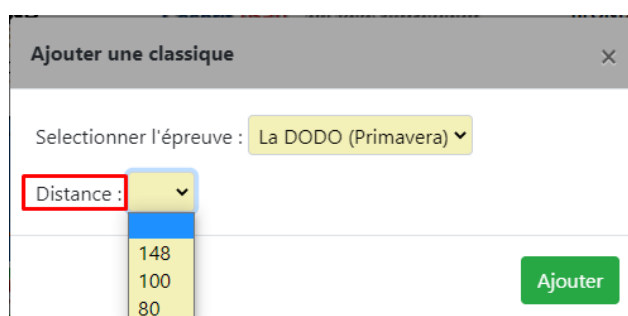 Ajouter une classique ×
Selectionner l'épreuve : La DODO (Primavera)
Distance :
148
100
80
Ajouter